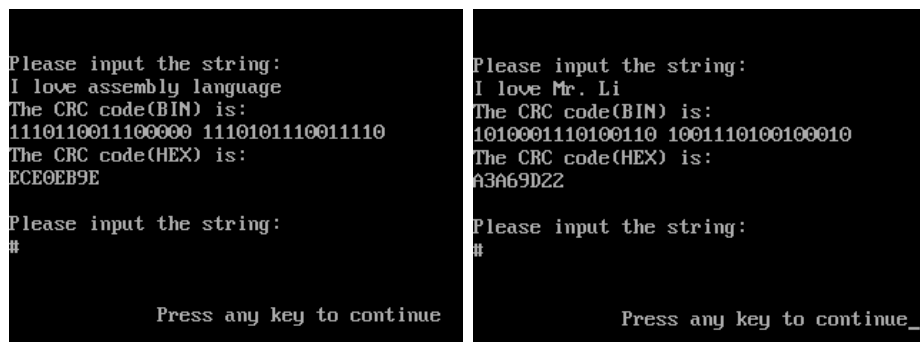 Please input the string:
I love assembly language
The CRC code(BIN) is:
1110110011100000 1110101110011110
The CRC code(HEX) is:
ECE0EB9E
Please input the string:
#
Press any key to continue
Please input the string:
I love Mr. Li
The CRC code(BIN) is:
1010001110100110 1001110100100010
The CRC code(HEX) is:
A3A69D22
Please input the string:
#
Press any key to continue_